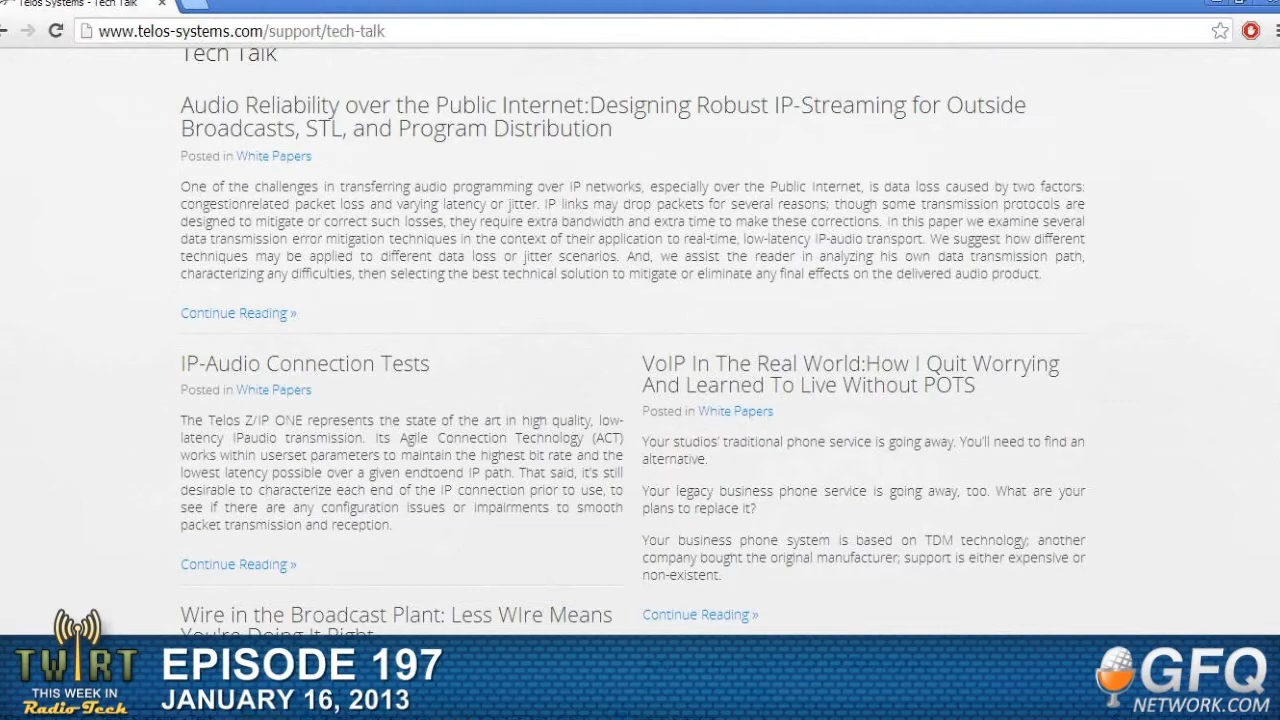 Telos Systems - Tech Talk
www.telos-systems.com/support/tech-talk
Tech Talk
Audio Reliability over the Public Internet:Designing Robust IP-Streaming for Outside
Broadcasts, STL, and Program Distribution
Posted in White Papers
One of the challenges in transferring audio programming over IP networks, especially over the Public Internet, is data loss caused by two factors:
congestionrelated packet loss and varying latency or jitter. IP links may drop packets for several reasons; though some transmission protocols are
designed to mitigate or correct such losses, they require extra bandwidth and extra time to make these corrections. In this paper we examine several
data transmission error mitigation techniques in the context of their application to real-time, low-latency IP-audio transport. We suggest how different
techniques may be applied to different data loss or jitter scenarios. And, we assist the reader in analyzing his own data transmission path,
characterizing any difficulties, then selecting the best technical solution to mitigate or eliminate any final effects on the delivered audio product.
Continue Reading »
IP-Audio Connection Tests
Posted in White Papers
The Telos Z/IP ONE represents the state of the art in high quality, low-
latency IPaudio transmission. Its Agile Connection Technology (ACT)
works within userset parameters to maintain the highest bit rate and the
lowest latency possible over a given endtoend IP path. That said, it's still
desirable to characterize each end of the IP connection prior to use, to
see if there are any configuration issues or impairments to smooth
packet transmission and reception.
Continue Reading »
VoIP In The Real World:How I Quit Worrying
And Learned To Live Without POTS
Posted in White Papers
Your studios' traditional phone service is going away. You'll need to find an
alternative.
Your legacy business phone service is going away, too. What are your
plans to replace it?
Your business phone system is based on TDM technology; another
company bought the original manufacturer; support is either expensive or
non-existent.
Continue Reading »
Wire in the Broadcast Plant: Less WIre Means
You're Doing It Right
TWIRT
THIS WEEK IN
Radio Tech
EPISODE 197
JANUARY 16, 2013
GFQ
NETWORK.COM